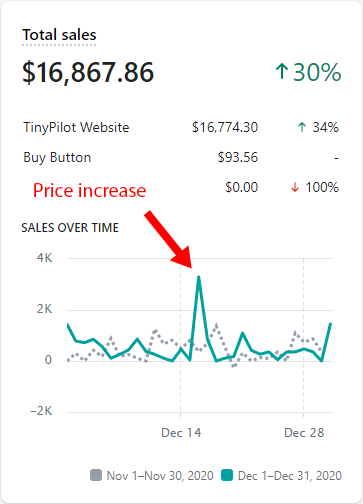 Total sales
$16,867.86 ↑ 30%
TinyPilot Website $16,774.30 ↑ 34%
Buy Button $93.56 -
Price increase $0.00 ↓ 100%
SALES OVER TIME
4K
2K
0
−2K
Dec 14 Dec 28
Nov 1–Nov 30, 2020 Dec 1–Dec 31, 2020